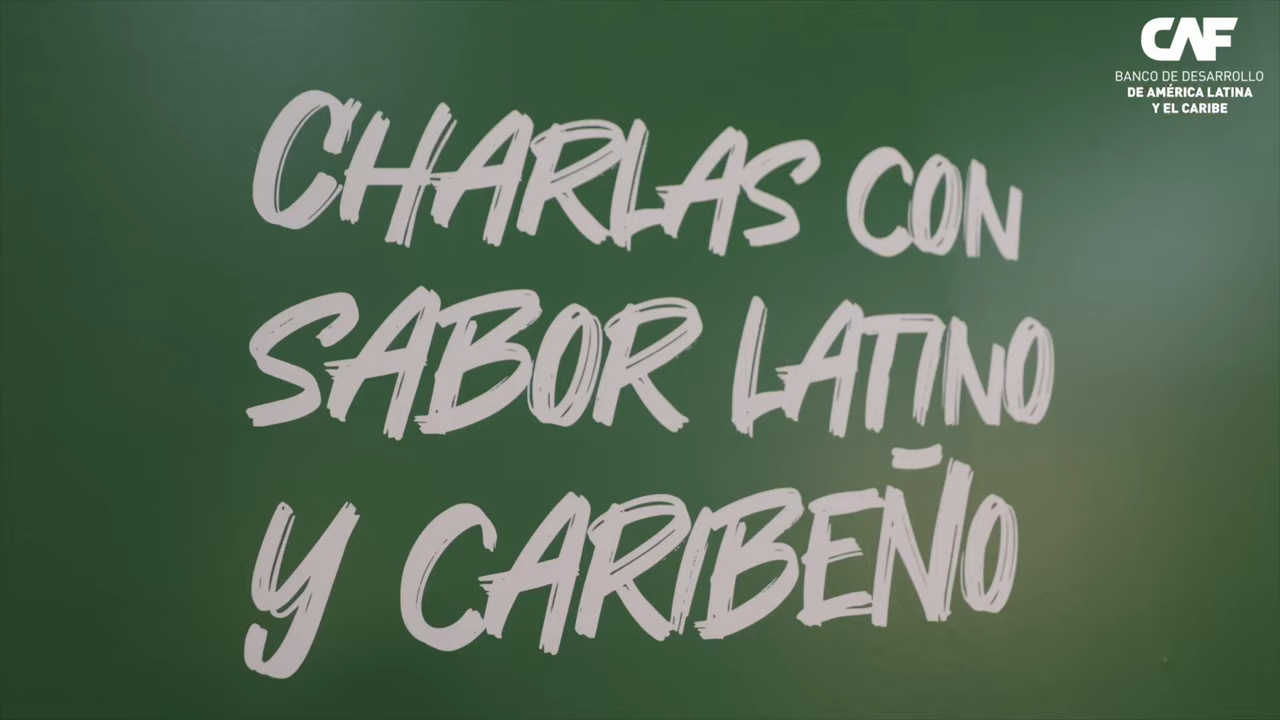 CAF
BANCO DE DESARROLLO
DE AMÉRICA LATINA
Y EL CARIBE
CHARLAS CON
SABOR LATINO
Y CARIBEÑO